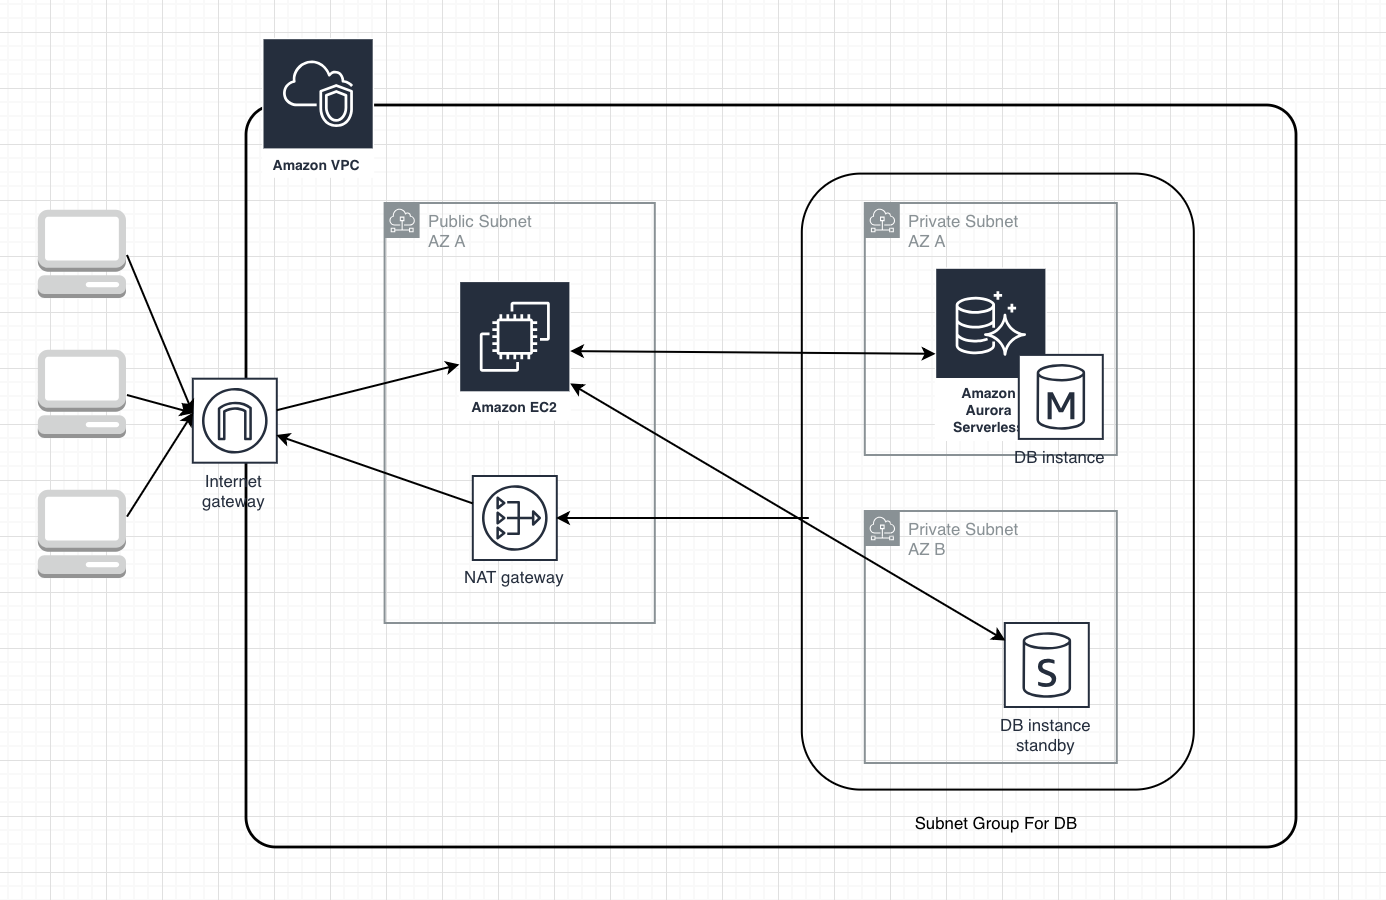 Amazon VPC
Public Subnet
AZ A
Private Subnet
AZ A
Amazon EC2
Amazon
Aurora
Serverless
M
DB instance
Internet
gateway
NAT gateway
Private Subnet
AZ B
S
DB instance
standby
Subnet Group For DB